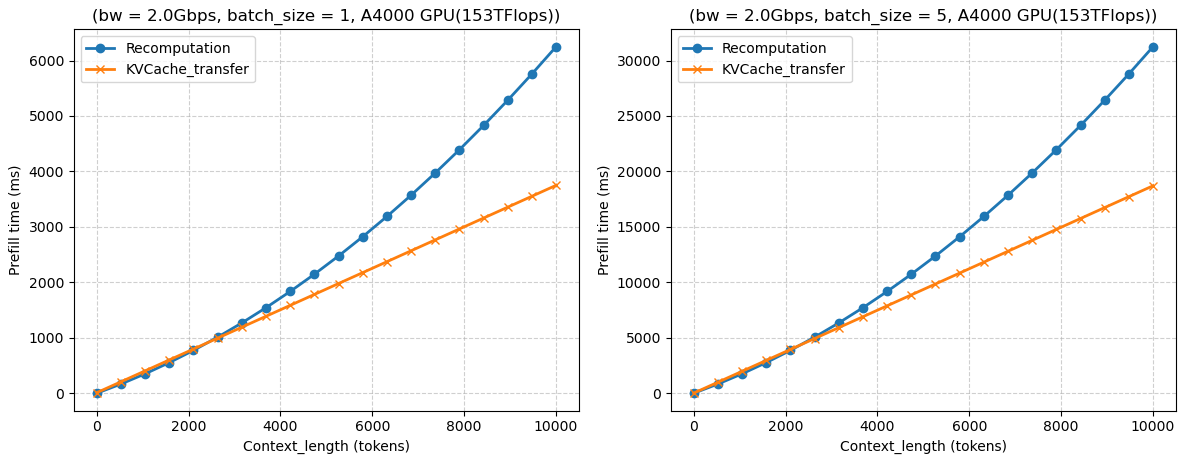 (bw = 2.0Gbps, batch_size = 1, A4000 GPU(153TFlops))
Recomputation
KVCache_transfer
Prefill time (ms)
6000
5000
4000
3000
2000
1000
0
0 2000 4000 6000 8000 10000
Context_length (tokens)
(bw = 2.0Gbps, batch_size = 5, A4000 GPU(153TFlops))
Recomputation
KVCache_transfer
Prefill time (ms)
30000
25000
20000
15000
10000
5000
0
0 2000 4000 6000 8000 10000
Context_length (tokens)